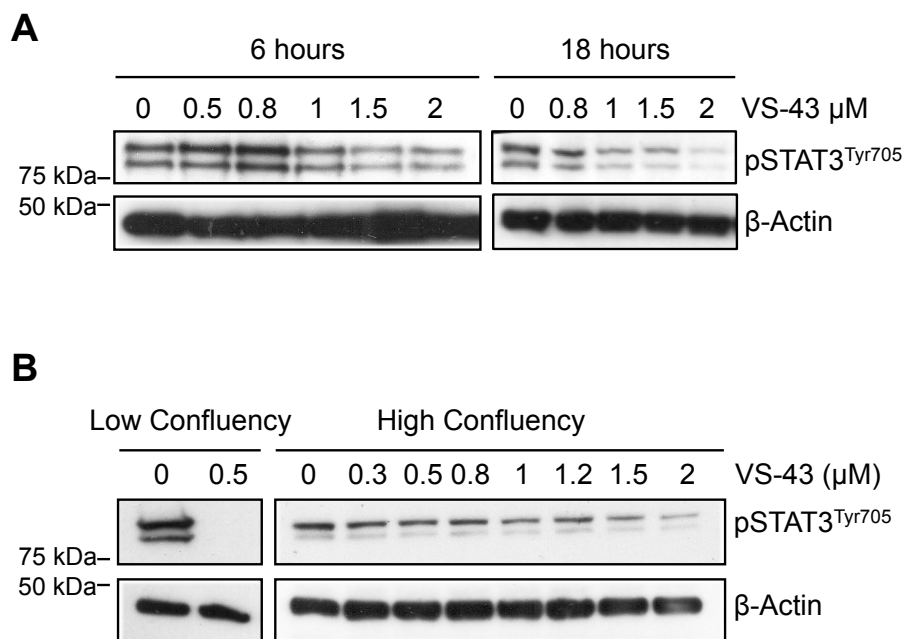 A
6 hours 18 hours
0 0.5 0.8 1 1.5 2 0 0.8 1 1.5 2 VS-43 µM
pSTAT3Tyr705
75 kDa–
50 kDa–
β-Actin
B
Low Confluency High Confluency
0 0.5 0 0.3 0.5 0.8 1 1.2 1.5 2 VS-43 (µM)
pSTAT3Tyr705
75 kDa–
50 kDa–
β-Actin